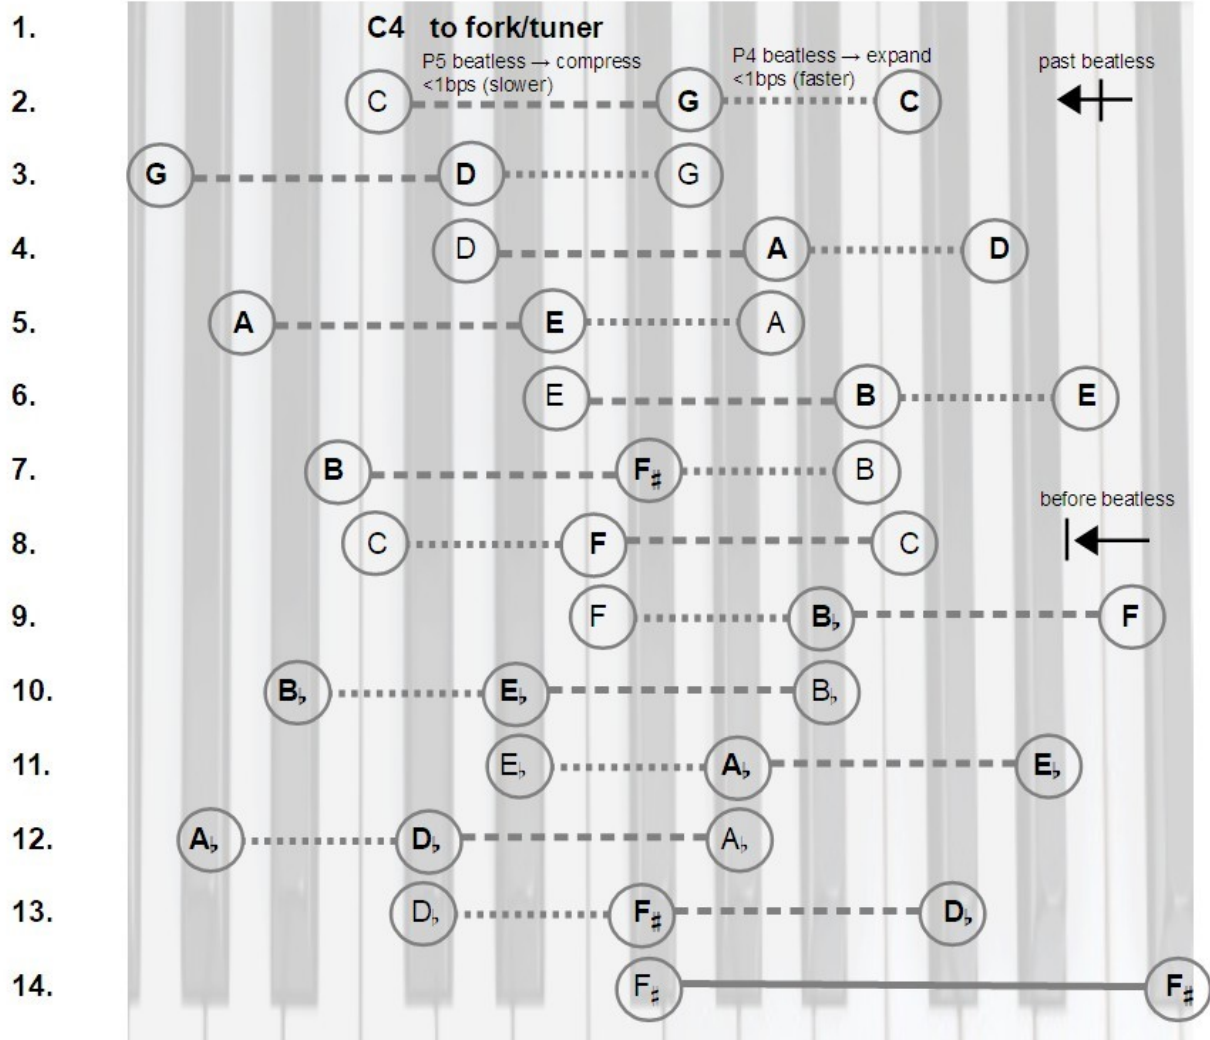 1. C4 to fork/tuner
P5 beatless → compress
<1bps (slower)
P4 beatless → expand
<1bps (faster)
past beatless
2. C G C
3. G D G
4. D A D
5. A E A
6. E B E
7. B F♯ B
before beatless
8. C F C
9. F B♭ F
10. B♭ E♭ B♭
11. E♭ A♭ E♭
12. A♭ D♭ A♭
13. D♭ F♯ D♭
14. F♯ F♯